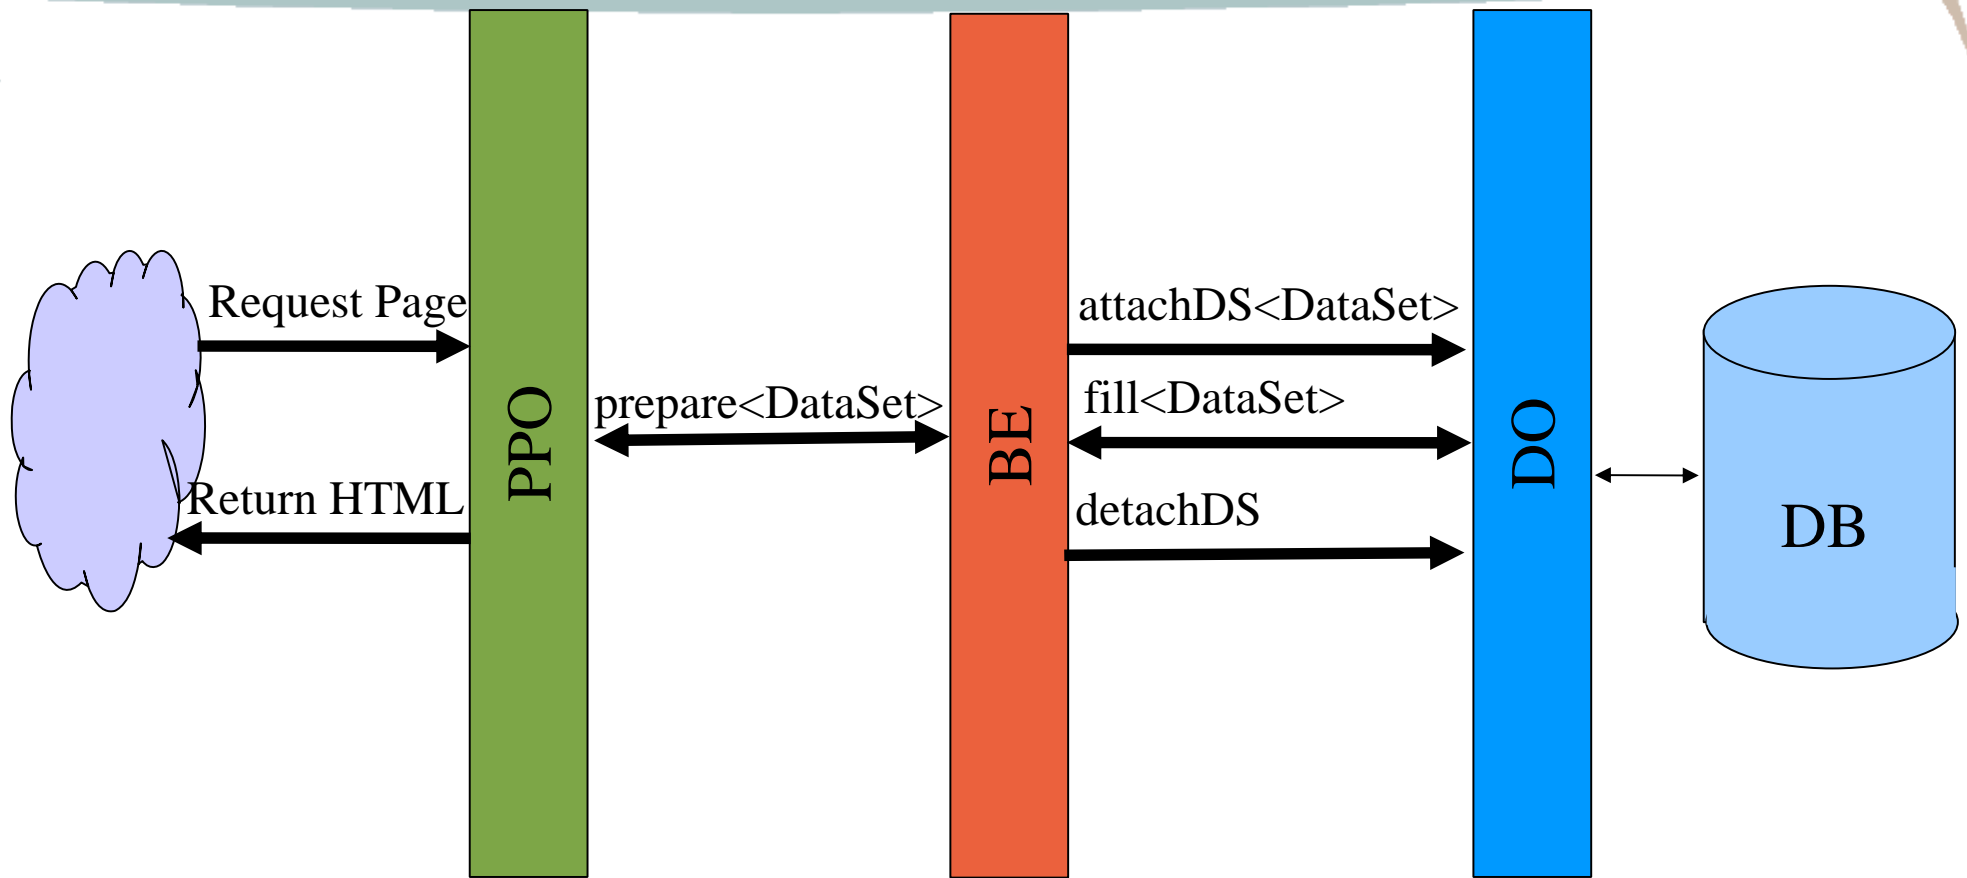 Request Page
Return HTML
PPO
prepare<DataSet>
BE
attachDS<DataSet>
fill<DataSet>
detachDS
DO
DB